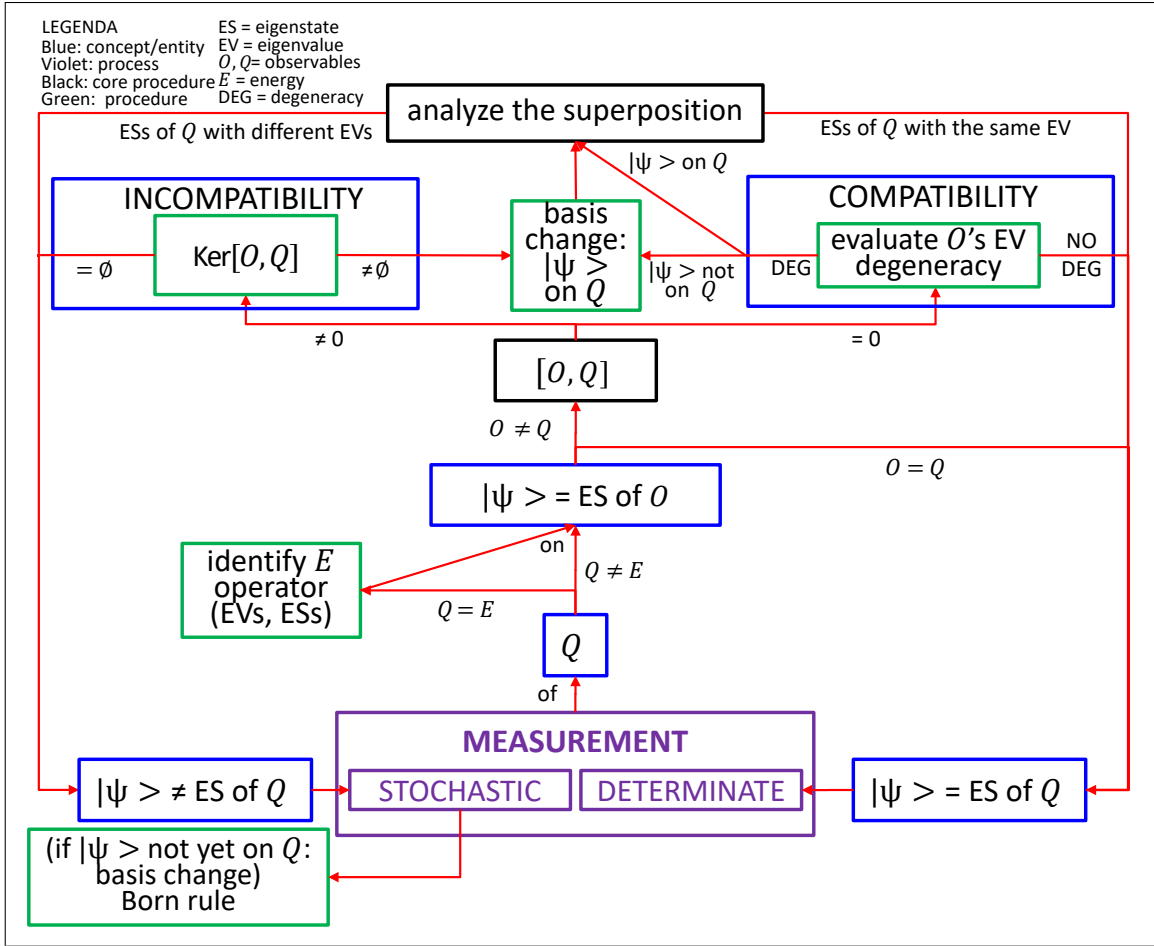 LEGENDA
Blue: concept/entity
Violet: process
Black: core procedure
Green: procedure
ES = eigenstate
EV = eigenvalue
O, Q= observables
E = energy
DEG = degeneracy
analyze the superposition
ESs of Q with different EVs
ESs of Q with the same EV
|ψ > on Q
INCOMPATIBILITY
COMPATIBILITY
Ker[O, Q]
= ∅
≠∅
basis
change:
|ψ >
on Q
evaluate O's EV
degeneracy
DEG
NO
DEG
|ψ > not
on Q
≠ 0
= 0
[O, Q]
O ≠ Q
O = Q
|ψ > = ES of O
on
identify E
operator
(EVs, ESs)
Q ≠ E
Q = E
Q
of
MEASUREMENT
|ψ > ≠ ES of Q
STOCHASTIC
DETERMINATE
|ψ > = ES of Q
(if |ψ > not yet on Q:
basis change)
Born rule